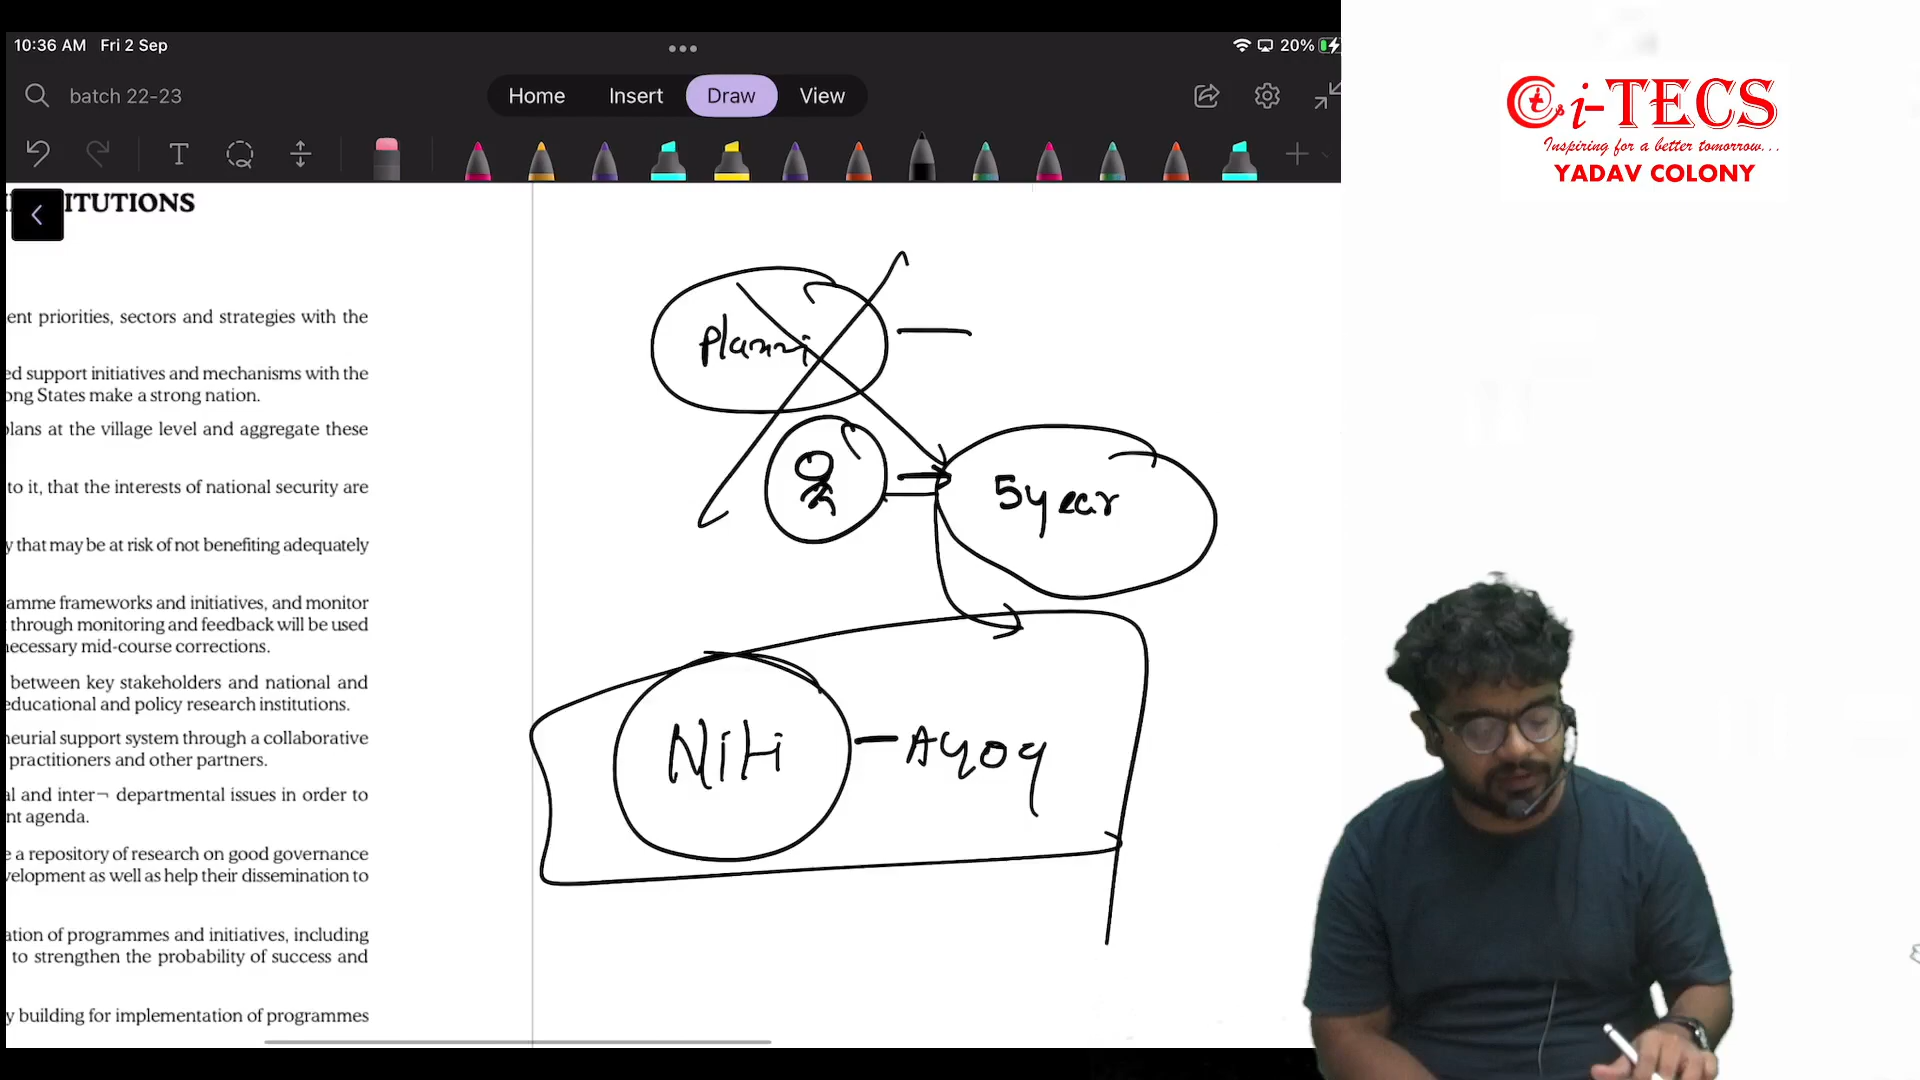 10:36 AM Fri 2 Sep
20%
batch 22-23
Home Insert Draw View
T
TITUTIONS
ent priorities, sectors and strategies with the
ed support initiatives and mechanisms with the
ong States make a strong nation.
plans at the village level and aggregate these
to it, that the interests of national security are
y that may be at risk of not benefiting adequately
amme frameworks and initiatives, and monitor
through monitoring and feedback will be used
necessary mid-course corrections.
between key stakeholders and national and
educational and policy research institutions.
neurial support system through a collaborative
practitioners and other partners.
al and inter¬ departmental issues in order to
nt agenda.
e a repository of research on good governance
velopment as well as help their dissemination to
ation of programmes and initiatives, including
to strengthen the probability of success and
y building for implementation of programmes
Planni
5year
Niti - Ayog
i-TECS
Inspiring for a better tomorrow...
YADAV COLONY